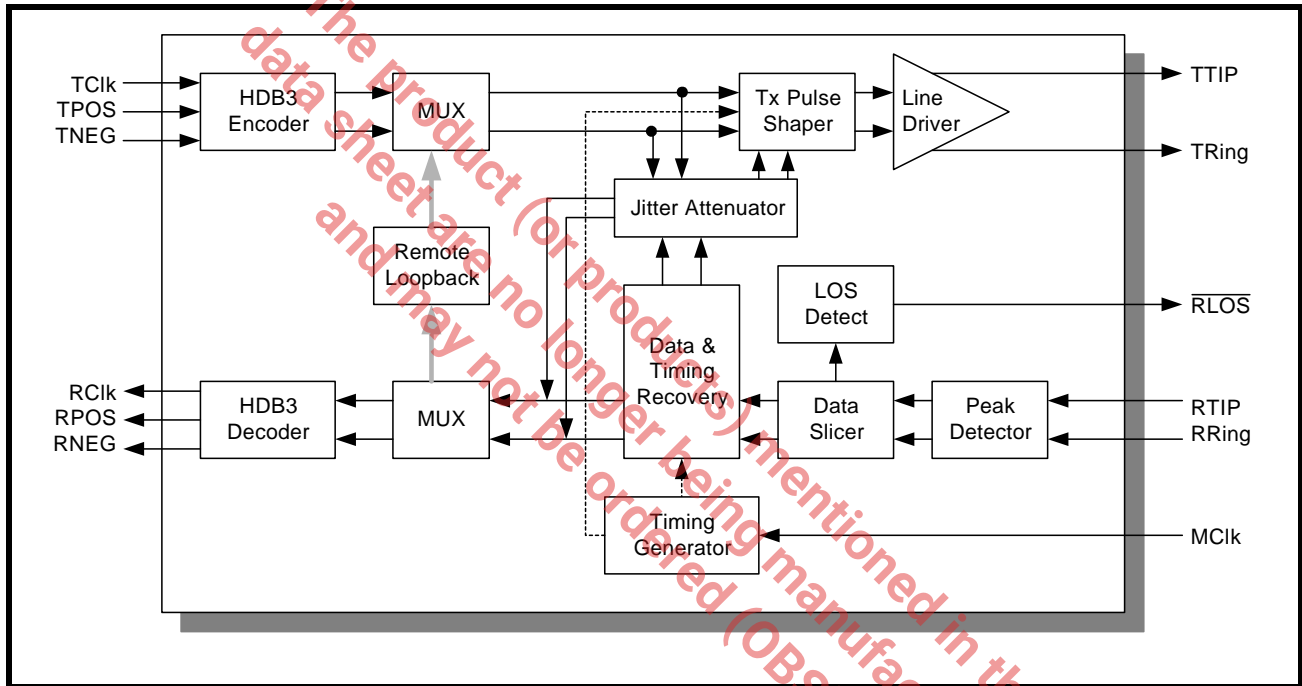 TClk
TPOS
TNEG
HDB3
Encoder
MUX
Tx Pulse
Shaper
Line
Driver
TTIP
TRing
Jitter Attenuator
Remote
Loopback
LOS
Detect
RLOS
Data &
Timing
Recovery
RClk
RPOS
RNEG
HDB3
Decoder
MUX
Data
Slicer
Peak
Detector
RTIP
RRing
Timing
Generator
MClk
The product (or products) mentioned in th
data sheet are no longer being manufac
and may not be ordered (OBS